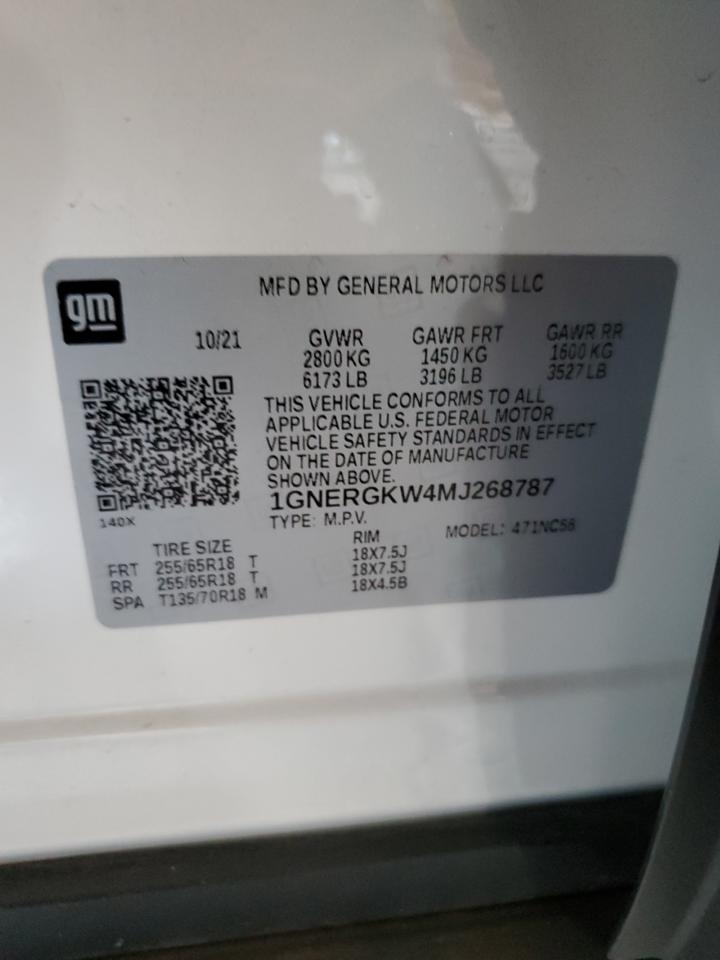 gm
MFD BY GENERAL MOTORS LLC
10/21 GVWR GAWR FRT GAWR RR
2800 KG 1450 KG 1600 KG
6173 LB 3196 LB 3527 LB
THIS VEHICLE CONFORMS TO ALL
APPLICABLE U.S. FEDERAL MOTOR
VEHICLE SAFETY STANDARDS IN EFFECT
ON THE DATE OF MANUFACTURE
SHOWN ABOVE.
1GNERGKW4MJ268787
140X
TYPE: M.P.V. MODEL: 471NC56
TIRE SIZE RIM
FRT 255/65R18 T 18X7.5J
RR 255/65R18 T 18X7.5J
SPA T135/70R18 M 18X4.5B